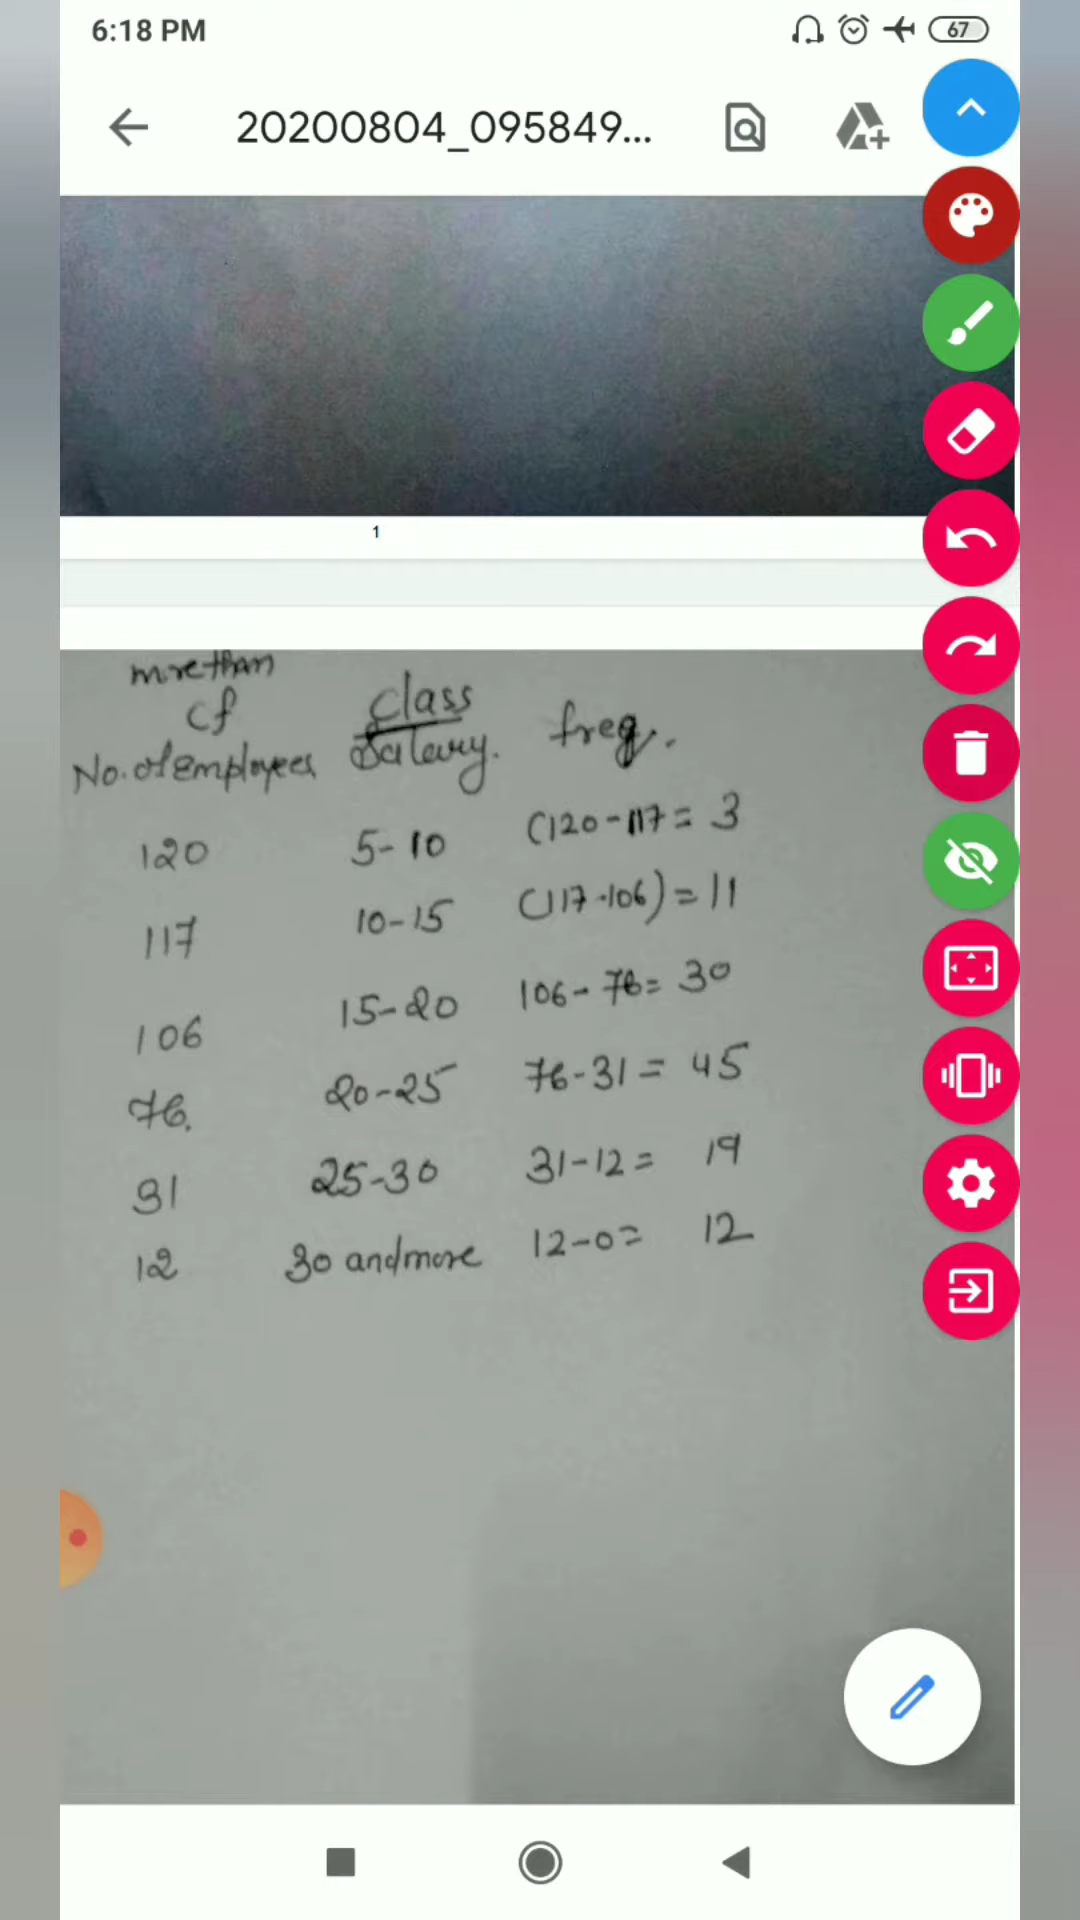 6:18 PM
67
20200804_095849...
1
more than
cf
class
No. of Employees
Salary.
freq.
120 5-10 (120-117= 3
117 10-15 (117-106)=11
106 15-20 106-76= 30
76. 20-25 76-31= 45
31 25-30 31-12= 19
12 30 and more 12-0= 12